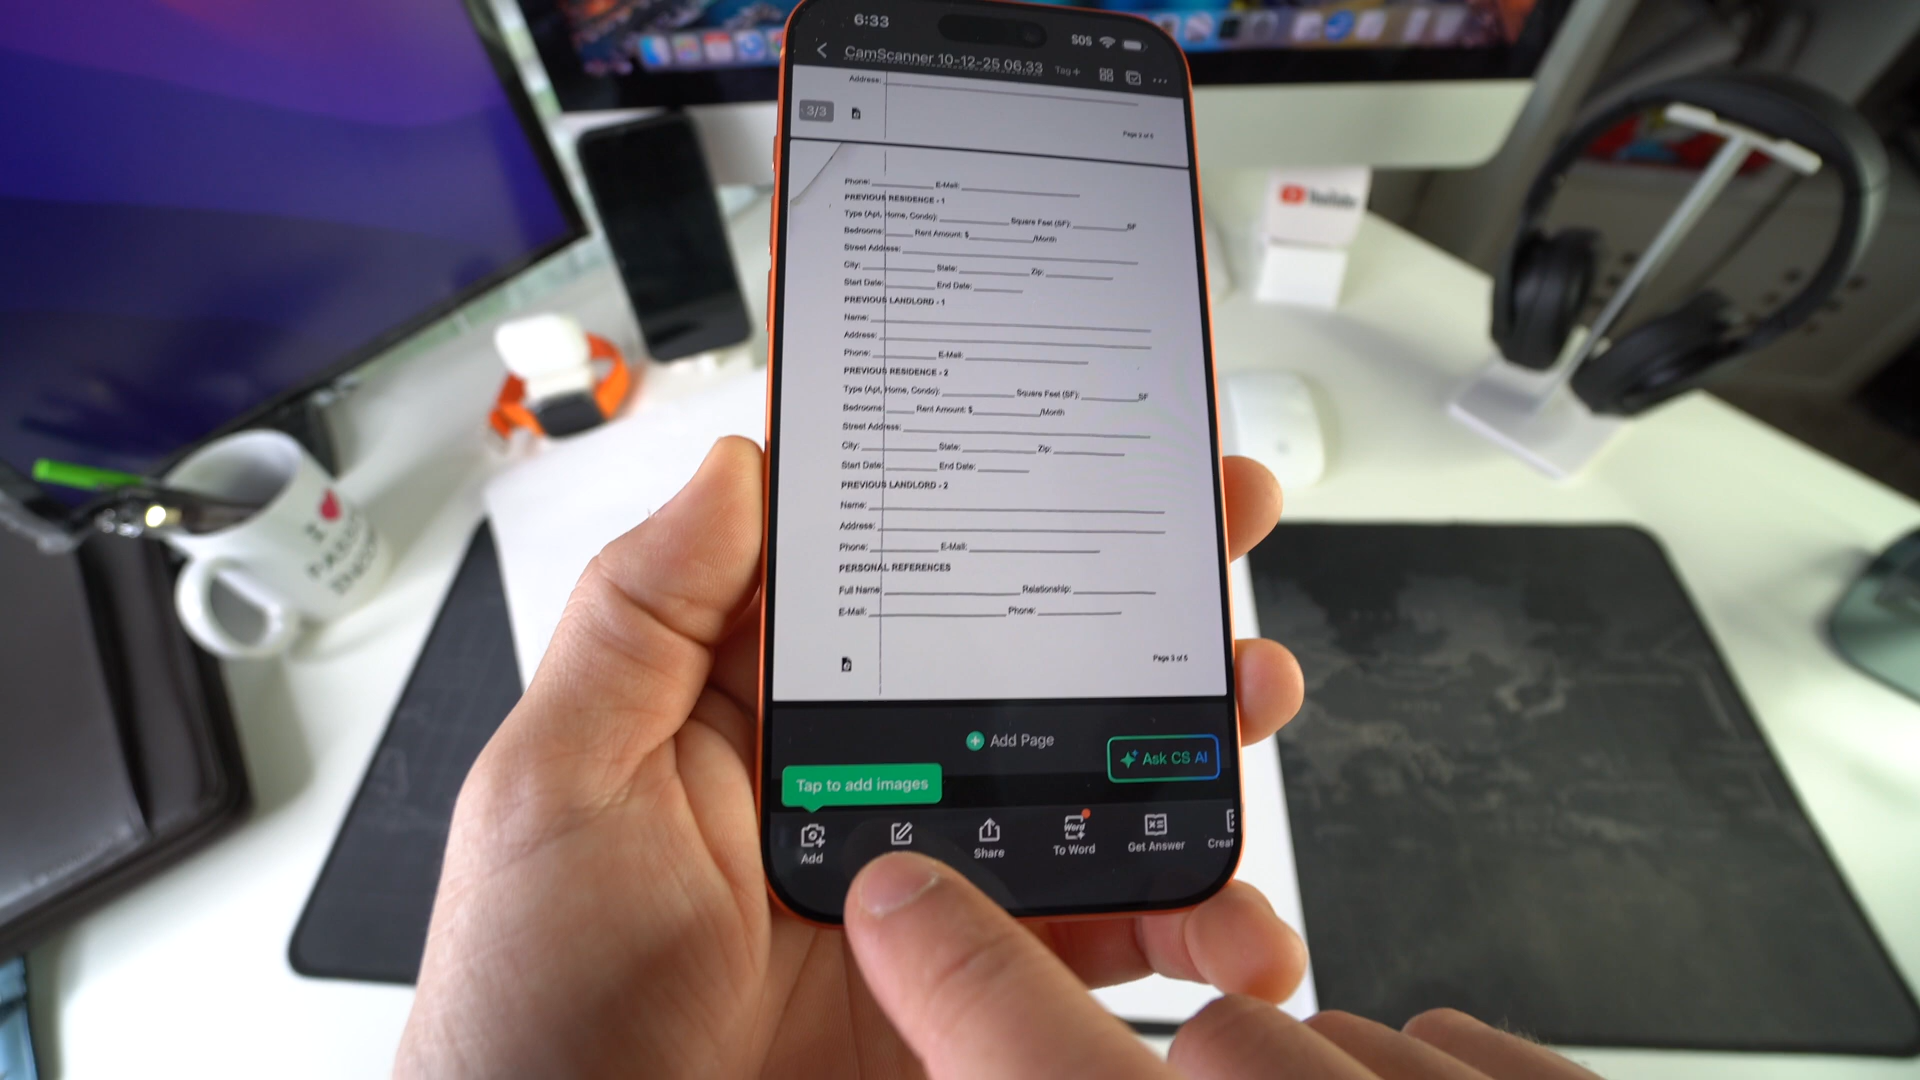 6:33
SOS
CamScanner 10-12-25 06.33 Tag+
Address:
3/3
Page 2 of 5
Phone: E-Mail:
PREVIOUS RESIDENCE - 1
Type (Apt, Home, Condo): Square Feet (SF): SF
Bedrooms: Rent Amount: $ /Month
Street Address:
City: State: Zip:
Start Date: End Date:
PREVIOUS LANDLORD - 1
Name:
Address:
Phone: E-Mail:
PREVIOUS RESIDENCE - 2
Type (Apt, Home, Condo): Square Feet (SF): SF
Bedrooms: Rent Amount: $ /Month
Street Address:
City: State: Zip:
Start Date: End Date:
PREVIOUS LANDLORD - 2
Name:
Address:
Phone: E-Mail:
PERSONAL REFERENCES
Full Name Relationship:
E-Mail: Phone:
Page 3 of 5
Add Page
Ask CS AI
Tap to add images
Add
Share
Word
To Word
Get Answer
Creat
YouTube
I